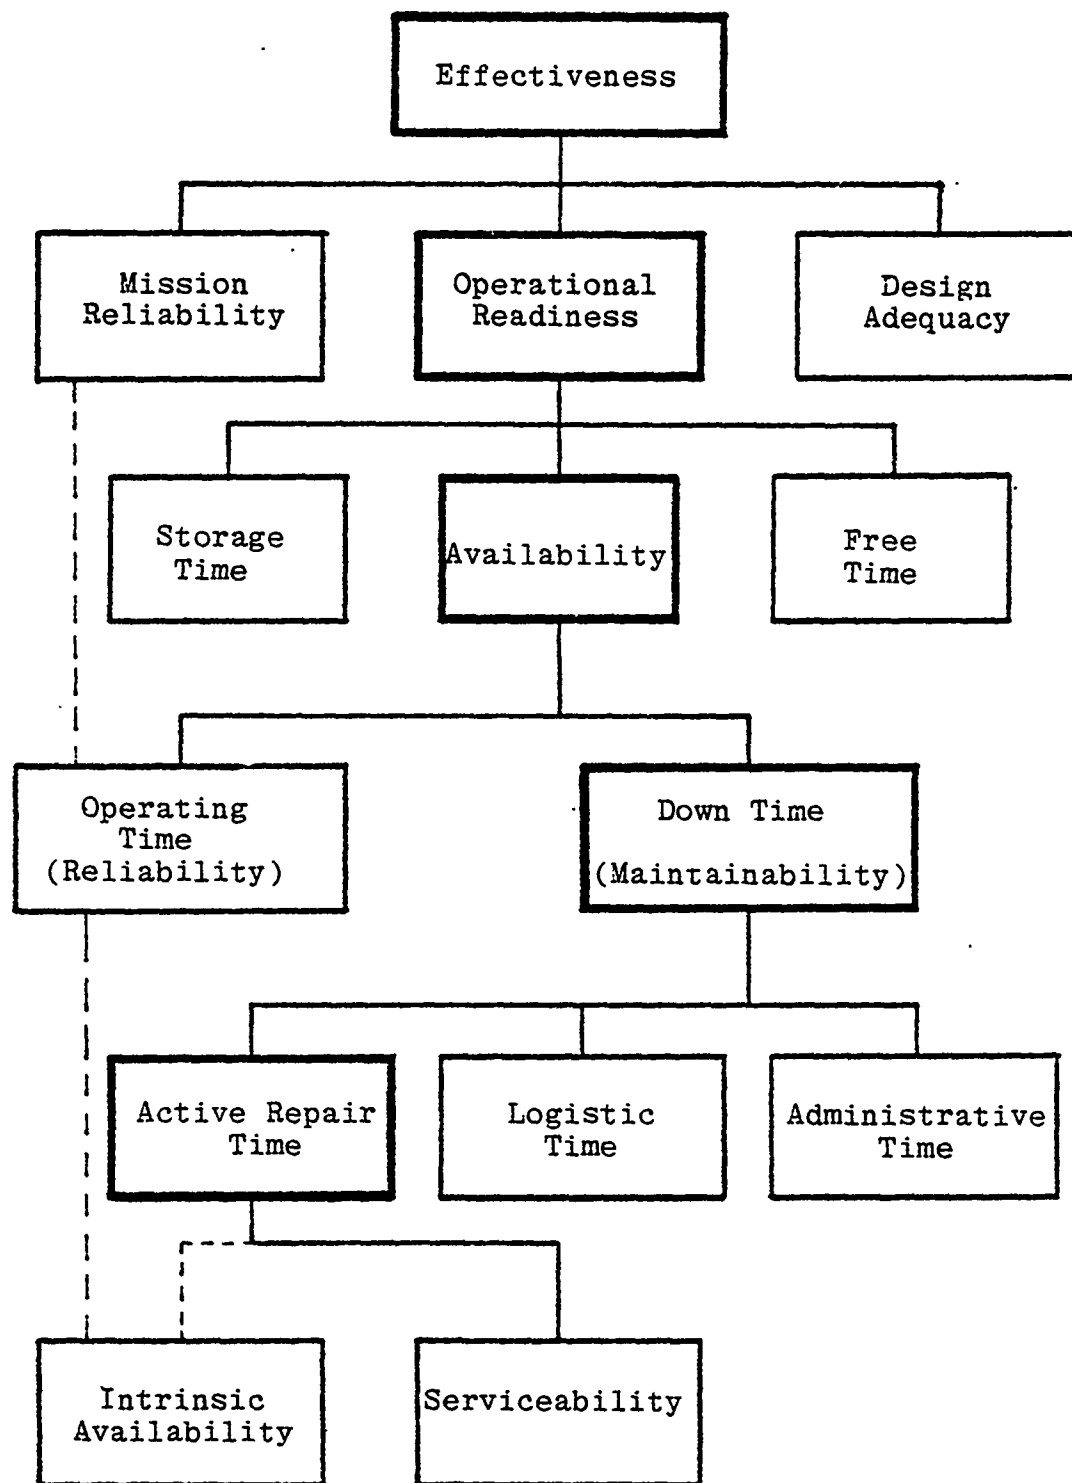 Effectiveness
Mission
Reliability
Operational
Readiness
Design
Adequacy
Storage
Time
Availability
Free
Time
Operating
Time
(Reliability)
Down Time
(Maintainability)
Active Repair
Time
Logistic
Time
Administrative
Time
Intrinsic
Availability
Serviceability